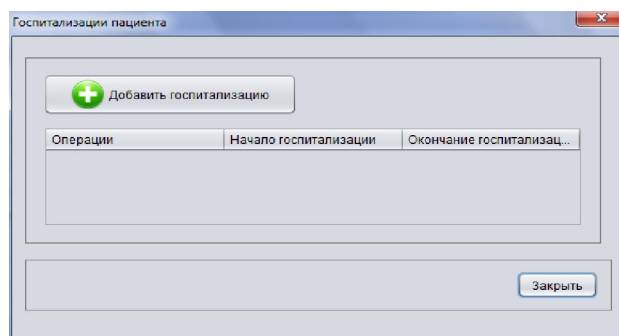 Госпитализации пациента
Добавить госпитализацию
Операции Начало госпитализации Окончание госпитализац...
Закрыть